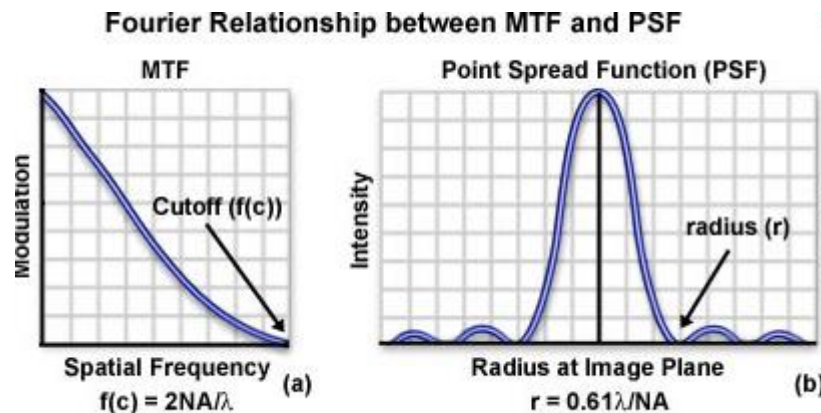 Fourier Relationship between MTF and PSF
MTF
Modulation
Cutoff (f(c))
Spatial Frequency
(a)
f(c) = 2NA/λ
Point Spread Function (PSF)
Intensity
radius (r)
Radius at Image Plane
(b)
r = 0.61λ/NA